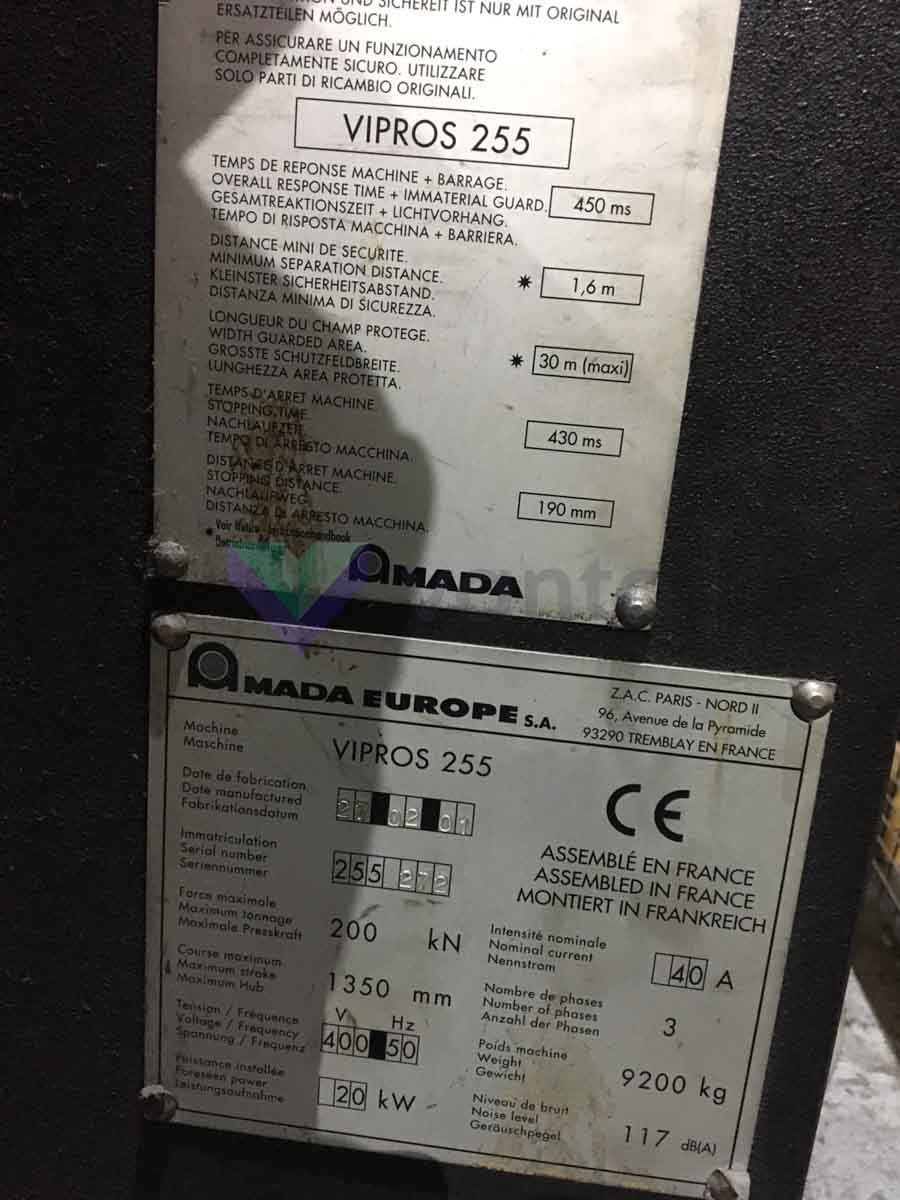 UND SICHEREIT IST NUR MIT ORIGINAL
ERSATZTEILEN MÖGLICH.
PER ASSICURARE UN FUNZIONAMENTO
COMPLETAMENTE SICURO. UTILIZZARE
SOLO PARTI DI RICAMBIO ORIGINALI.
VIPROS 255
TEMPS DE REPONSE MACHINE + BARRAGE.
OVERALL RESPONSE TIME + IMMATERIAL GUARD.
GESAMTREAKTIONSZEIT + LICHTVORHANG.
TEMPO DI RISPOSTA MACCHINA + BARRIERA.
450 ms
DISTANCE MINI DE SECURITE.
MINIMUM SEPARATION DISTANCE.
KLEINSTER SICHERHEITSABSTAND.
DISTANZA MINIMA DI SICUREZZA.
* 1,6 m
LONGUEUR DU CHAMP PROTEGE.
WIDTH GUARDED AREA.
GROSSTE SCHUTZFELDBREITE.
LUNGHEZZA AREA PROTETTA.
* 30 m (maxi)
TEMPS D'ARRET MACHINE.
STOPPING TIME.
NACHLAUFZEIT.
TEMPO DI ARRESTO MACCHINA.
430 ms
DISTANCE D'ARRET MACHINE.
STOPPING DISTANCE.
NACHLAUFWEG.
DISTANZA DI ARRESTO MACCHINA.
190 mm
* Voir
AMADA
AMADA EUROPE S.A.
Z.A.C. PARIS - NORD II
96, Avenue de la Pyramide
93290 TREMBLAY EN FRANCE
Machine
Maschine
VIPROS 255
Date de fabrication
Date manufactured
Fabrikationsdatum
27 02 01
CE
Immatriculation
Serial number
Seriennummer
255 272
ASSEMBLÉ EN FRANCE
ASSEMBLED IN FRANCE
MONTIERT IN FRANKREICH
Force maximale
Maximum tonnage
Maximale Presskraft
200 kN
Intensité nominale
Nominal current
Nennstrom
40 A
Course maximum
Maximum stroke
Maximum Hub
1350 mm
Nombre de phases
Number of phases
Anzahl der Phasen
3
Tension / Fréquence
Voltage / Frequency
Spannung / Frequenz
V Hz
400 50
Poids machine
Weight
Gewicht
9200 kg
Puissance installée
Foreseen power
Leistungsaufnahme
20 kW
Niveau de bruit
Noise level
Geräuschpegel
117 dB(A)